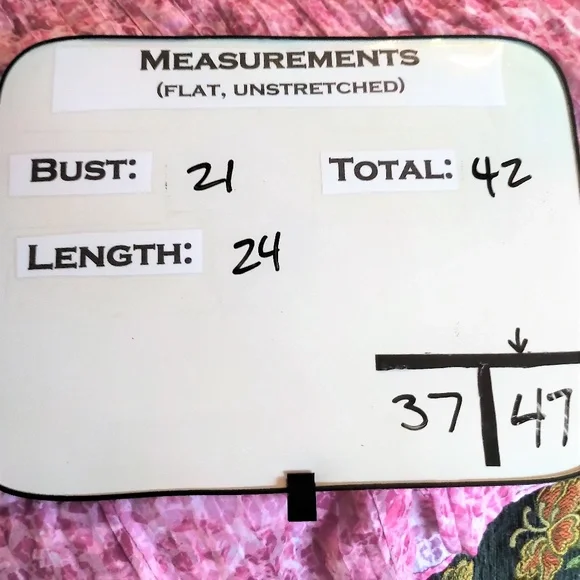 MEASUREMENTS
(FLAT, UNSTRETCHED)
BUST: 21 TOTAL: 42
LENGTH: 24
37 47